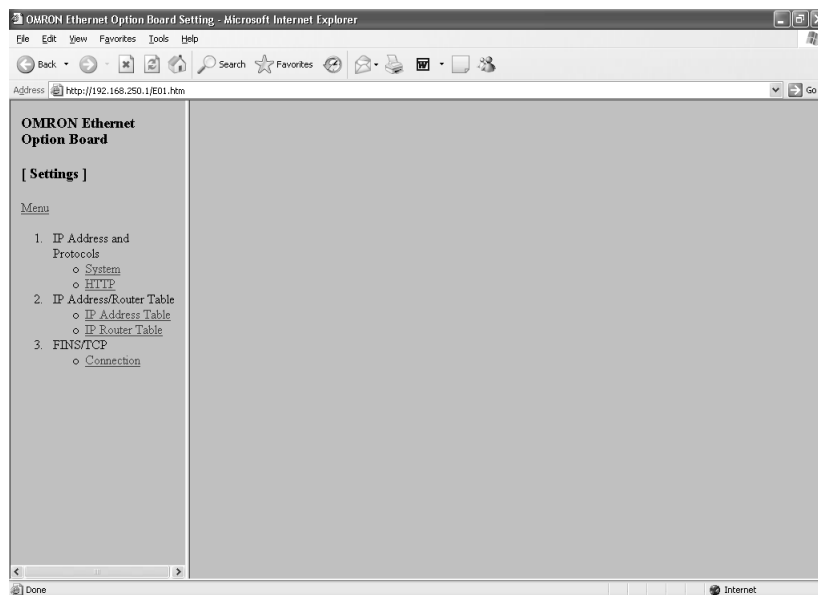 OMRON Ethernet Option Board Setting - Microsoft Internet Explorer
File Edit View Favorites Tools Help
Back Search Favorites
Address http://192.168.250.1/E01.htm Go
OMRON Ethernet
Option Board
[ Settings ]
Menu
1. IP Address and
Protocols
o System
o HTTP
2. IP Address/Router Table
o IP Address Table
o IP Router Table
3. FINS/TCP
o Connection
Done Internet